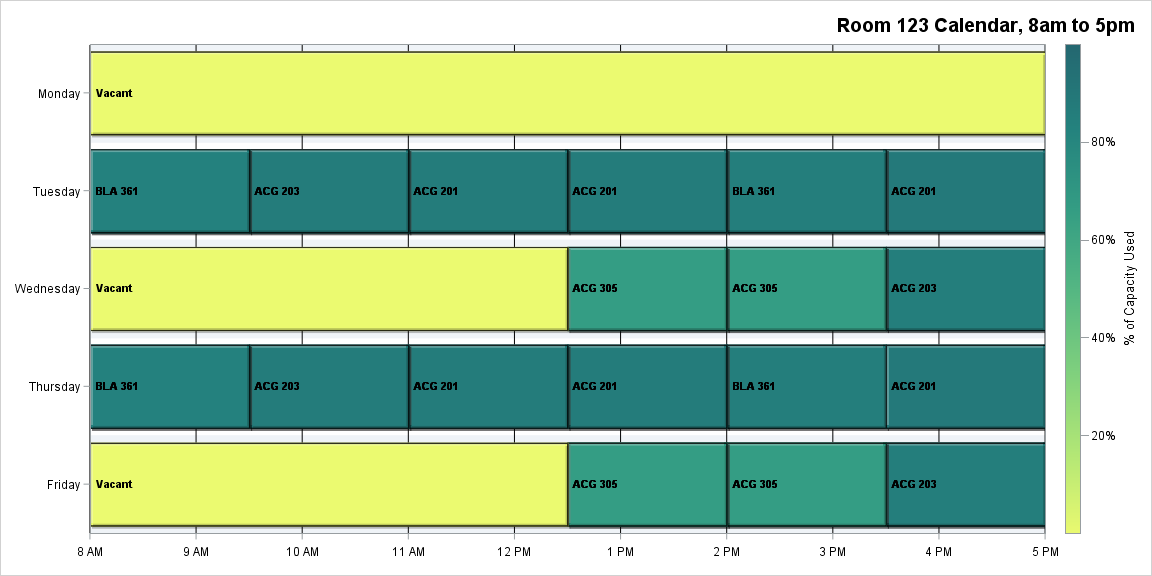 Room 123 Calendar, 8am to 5pm
Monday
Vacant
Tuesday
BLA 361
ACG 203
ACG 201
ACG 201
BLA 361
ACG 201
Wednesday
Vacant
ACG 305
ACG 305
ACG 203
Thursday
BLA 361
ACG 203
ACG 201
ACG 201
BLA 361
ACG 201
Friday
Vacant
ACG 305
ACG 305
ACG 203
8 AM
9 AM
10 AM
11 AM
12 PM
1 PM
2 PM
3 PM
4 PM
5 PM
80%
60%
40%
20%
% of Capacity Used